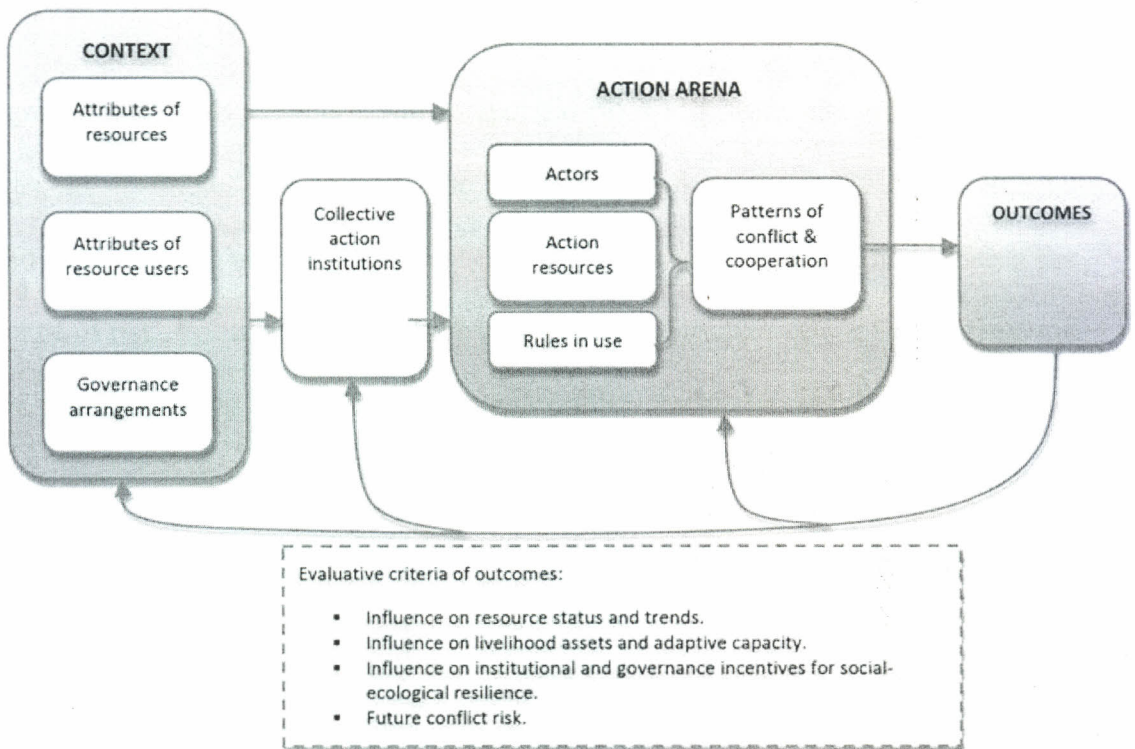 CONTEXT
Attributes of
resources
Attributes of
resource users
Governance
arrangements
Collective
action
institutions
ACTION ARENA
Actors
Action
resources
Rules in use
Patterns of
conflict &
cooperation
OUTCOMES
Evaluative criteria of outcomes:
▪ Influence on resource status and trends.
▪ Influence on livelihood assets and adaptive capacity.
▪ Influence on institutional and governance incentives for social-
ecological resilience.
▪ Future conflict risk.